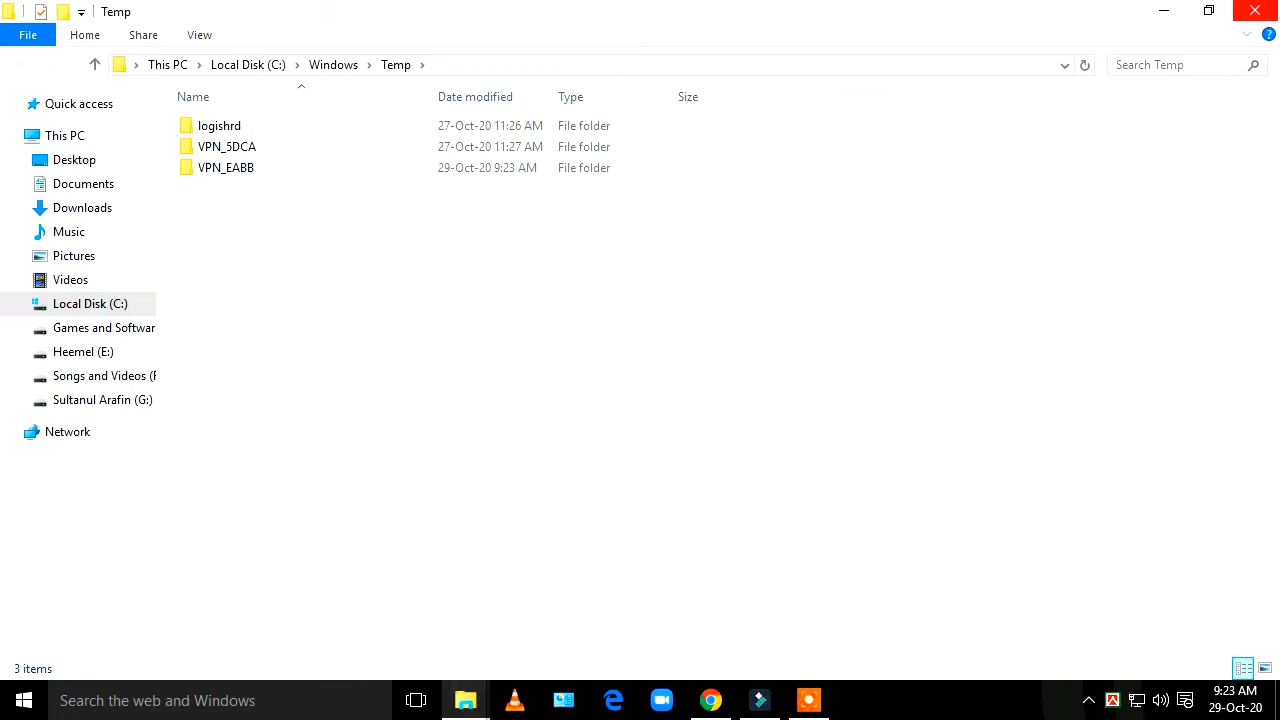 Temp
File Home Share View
This PC Local Disk (C:) Windows Temp
Search Temp
Name Date modified Type Size
Quick access
This PC
Desktop
Documents
Downloads
Music
Pictures
Videos
Local Disk (C:)
Games and Softwar
Heemel (E:)
Songs and Videos (F
Sultanul Arafin (G:)
Network
logishrd 27-Oct-20 11:26 AM File folder
VPN_5DCA 27-Oct-20 11:27 AM File folder
VPN_EABB 29-Oct-20 9:23 AM File folder
3 items
Search the web and Windows
9:23 AM
29-Oct-20